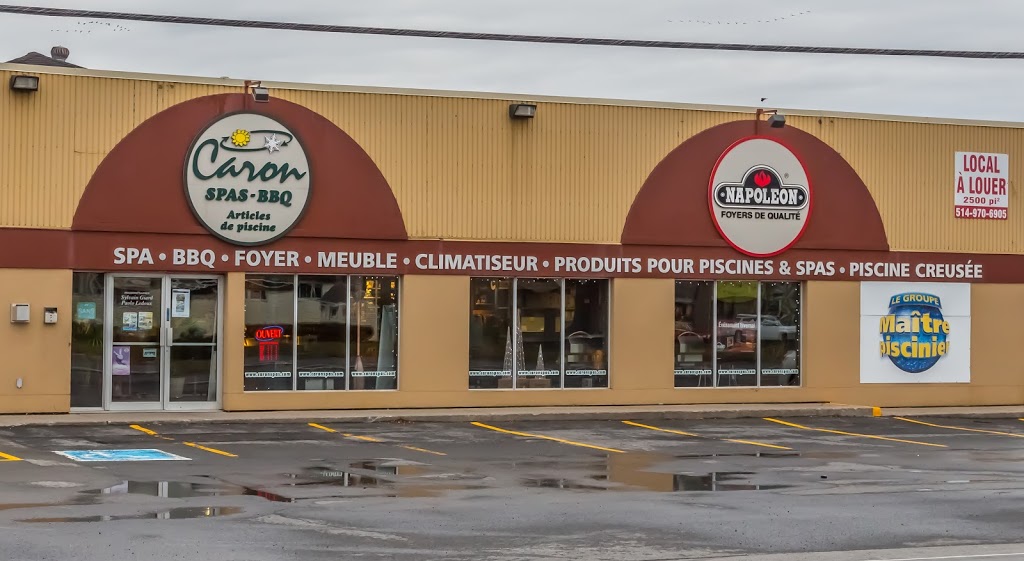 Caron
SPAS-BBQ
Articles
de piscine
NAPOLEON®
FOYERS DE QUALITÉ
LOCAL
À LOUER
2500 pi²
514-970-6905
SPA • BBQ • FOYER • MEUBLE • CLIMATISEUR • PRODUITS POUR PISCINES & SPAS • PISCINE CREUSÉE
LE GROUPE
Maître
piscinier
OUVERT